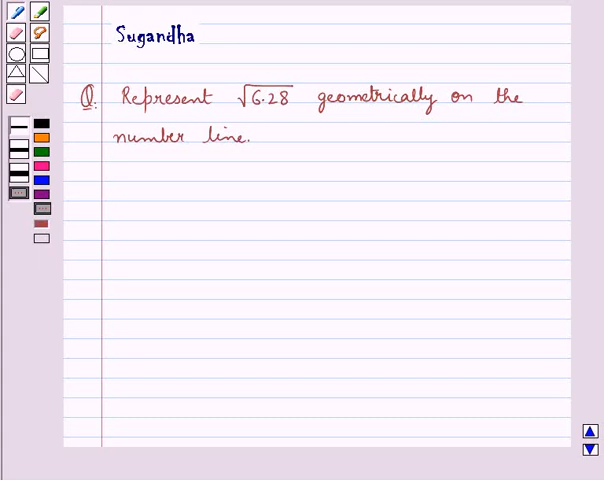 Sugandha
Q. Represent √6.28 geometrically on the
number line.